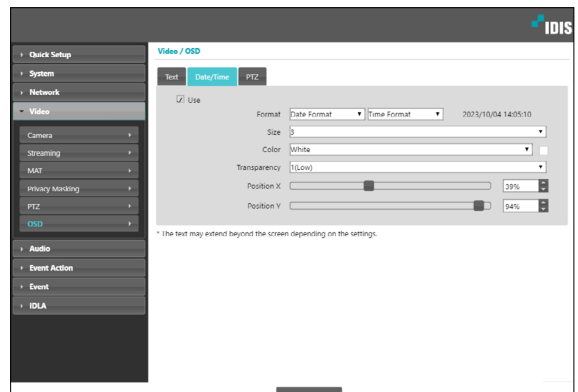 IDIS
Quick Setup
System
Network
Video
Camera
Streaming
MAT
Privacy Masking
PTZ
OSD
Audio
Event Action
Event
IDLA
Video / OSD
Text Date/Time PTZ
Use
Format Date Format Time Format 2023/10/04 14:05:10
Size 3
Color White
Transparency 1(Low)
Position X 39%
Position Y 94%
* The text may extend beyond the screen depending on the settings.